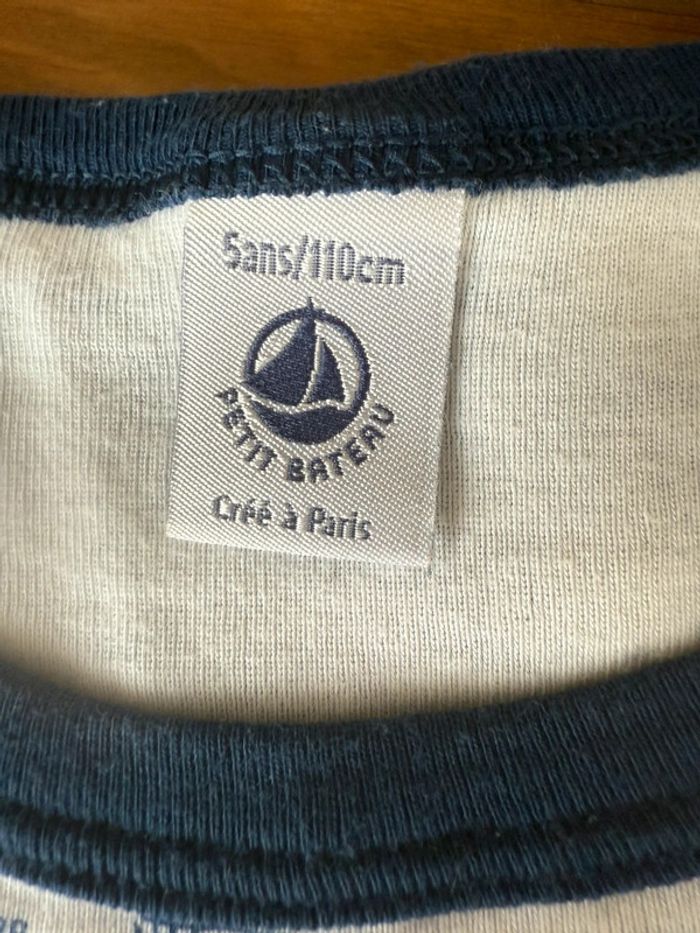 5ans/110cm
PETIT BATEAU
Créé à Paris